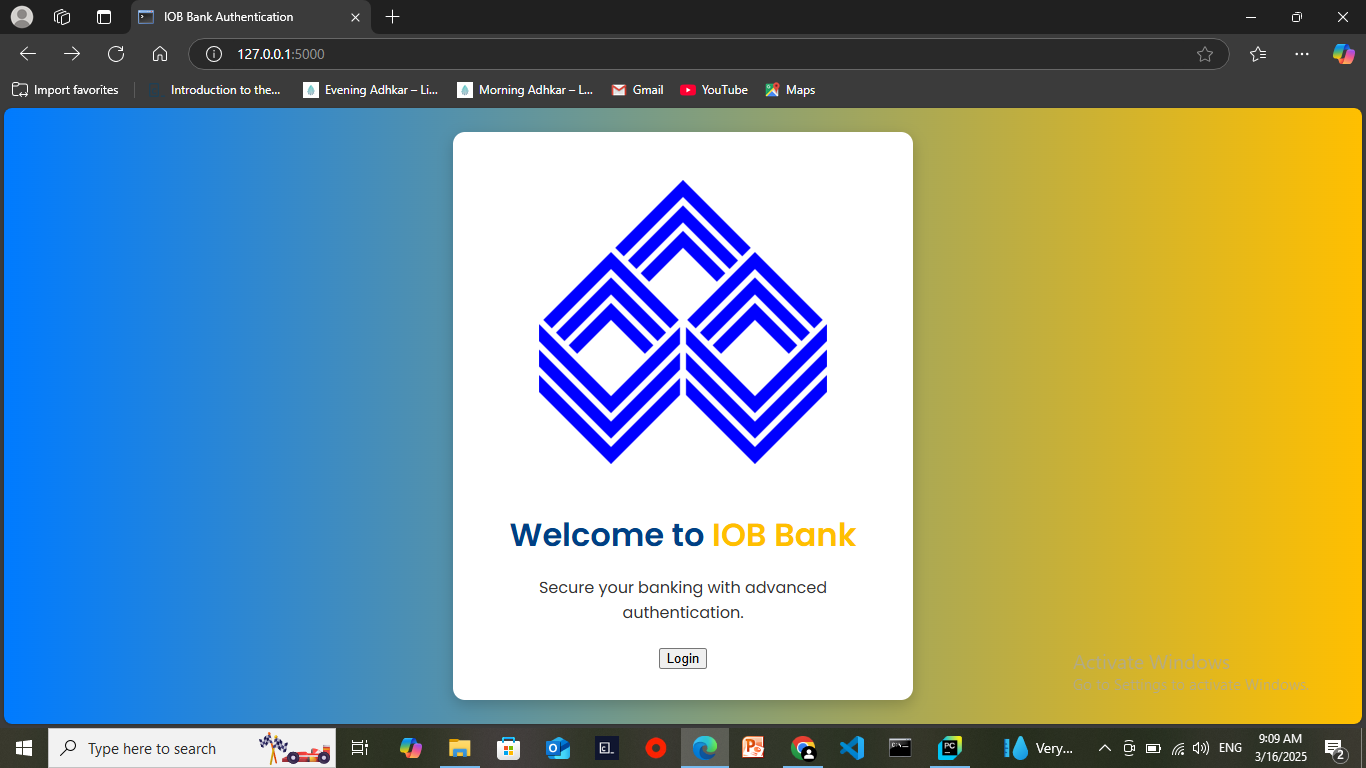 IOB Bank Authentication
127.0.0.1:5000
Import favorites
Introduction to the...
Evening Adhkar – Li...
Morning Adhkar – L...
Gmail
YouTube
Maps
Welcome to IOB Bank
Secure your banking with advanced
authentication.
Login
Activate Windows
Go to Settings to activate Windows.
Type here to search
Very...
ENG
9:09 AM
3/16/2025
2